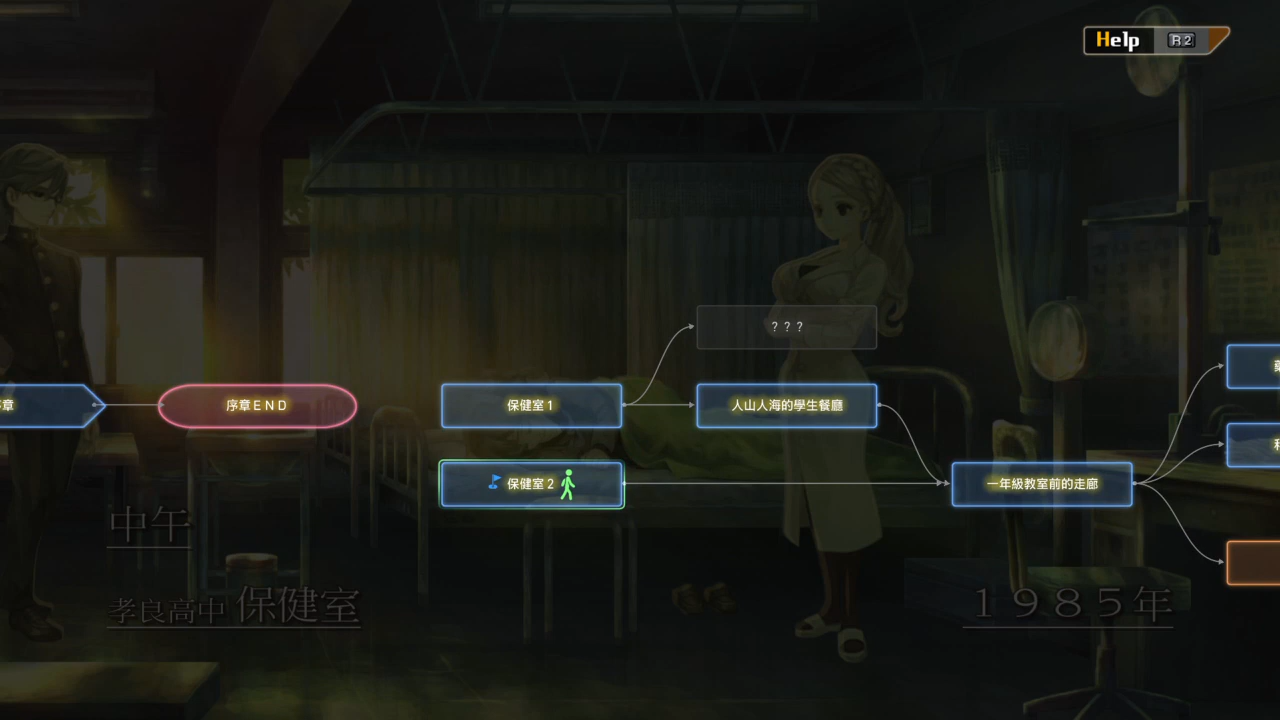 Help R2
? ? ?
序章END
保健室1
人山人海的學生餐廳
保健室2
一年級教室前的走廊
中午
孝良高中 保健室
1985年